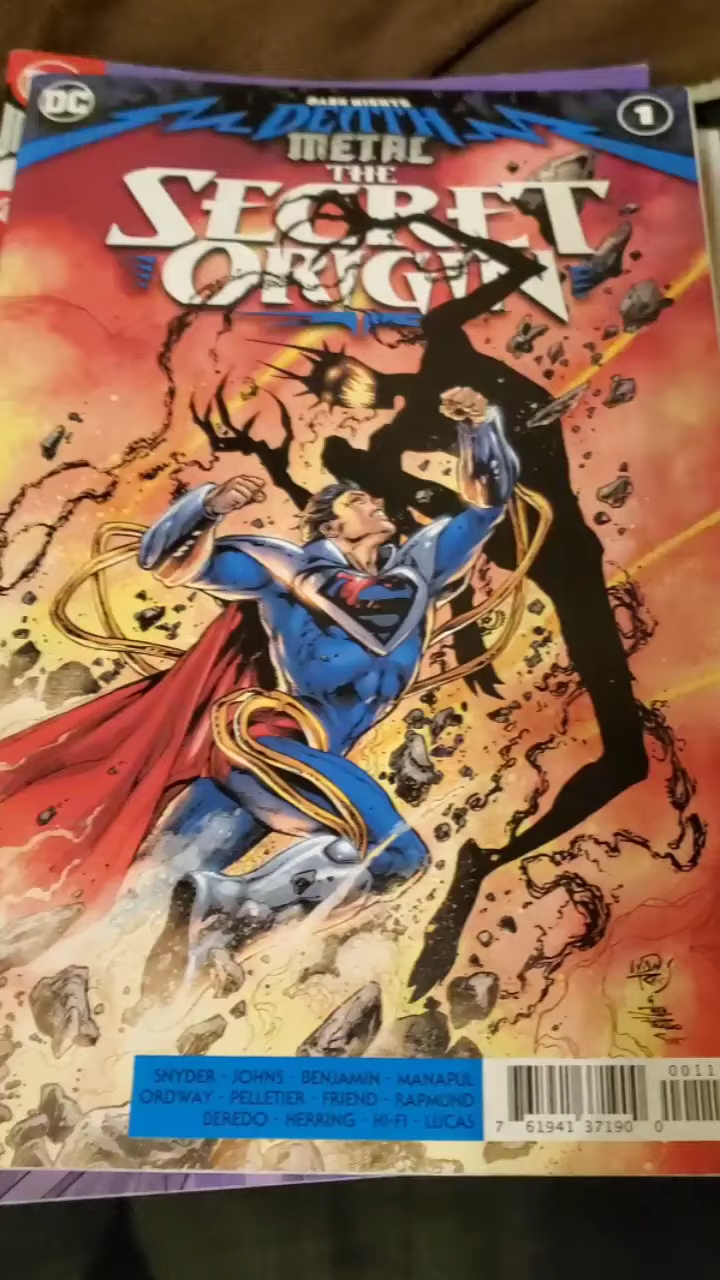 DC
DARK NIGHTS
DEATH
METAL
1
THE
SECRET
ORIGIN
SNYDER - JOHNS - BENJAMIN - MANAPUL
ORDWAY - PELLETIER - FRIEND - RAPMUND
DEREDO - HERRING - HI-FI - LUCAS
0011
7 61941 37190 0